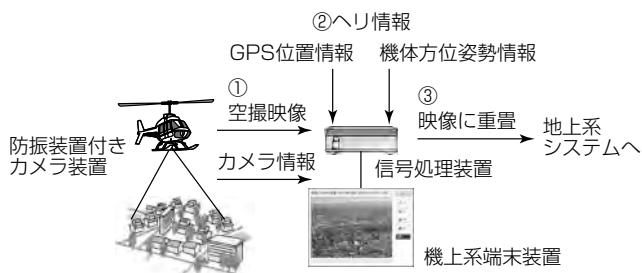 ②ヘリ情報
GPS位置情報
機体方位姿勢情報
①
空撮映像
③
映像に重畳
地上系
システムへ
防振装置付き
カメラ装置
カメラ情報
信号処理装置
機上系端末装置